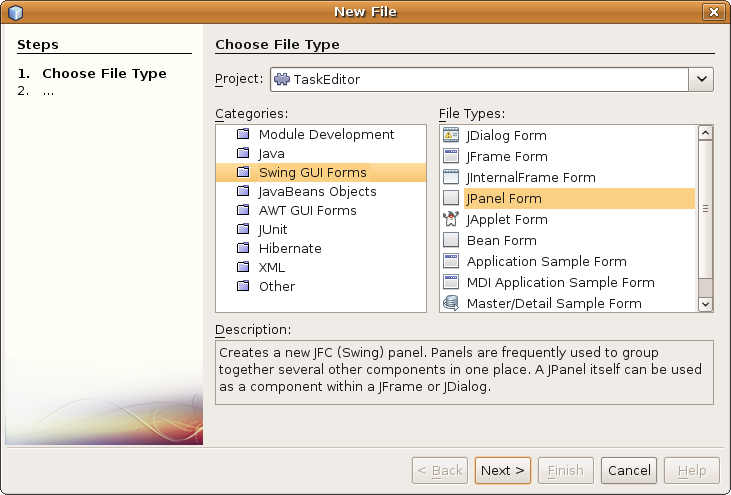 New File
Steps
1. Choose File Type
2. ...
Choose File Type
Project: TaskEditor
Categories:
Module Development
Java
Swing GUI Forms
JavaBeans Objects
AWT GUI Forms
JUnit
Hibernate
XML
Other
File Types:
JDialog Form
JFrame Form
JInternalFrame Form
JPanel Form
JApplet Form
Bean Form
Application Sample Form
MDI Application Sample Form
Master/Detail Sample Form
Description:
Creates a new JFC (Swing) panel. Panels are frequently used to group
together several other components in one place. A JPanel itself can be used
as a component within a JFrame or JDialog.
< Back Next > Finish Cancel Help